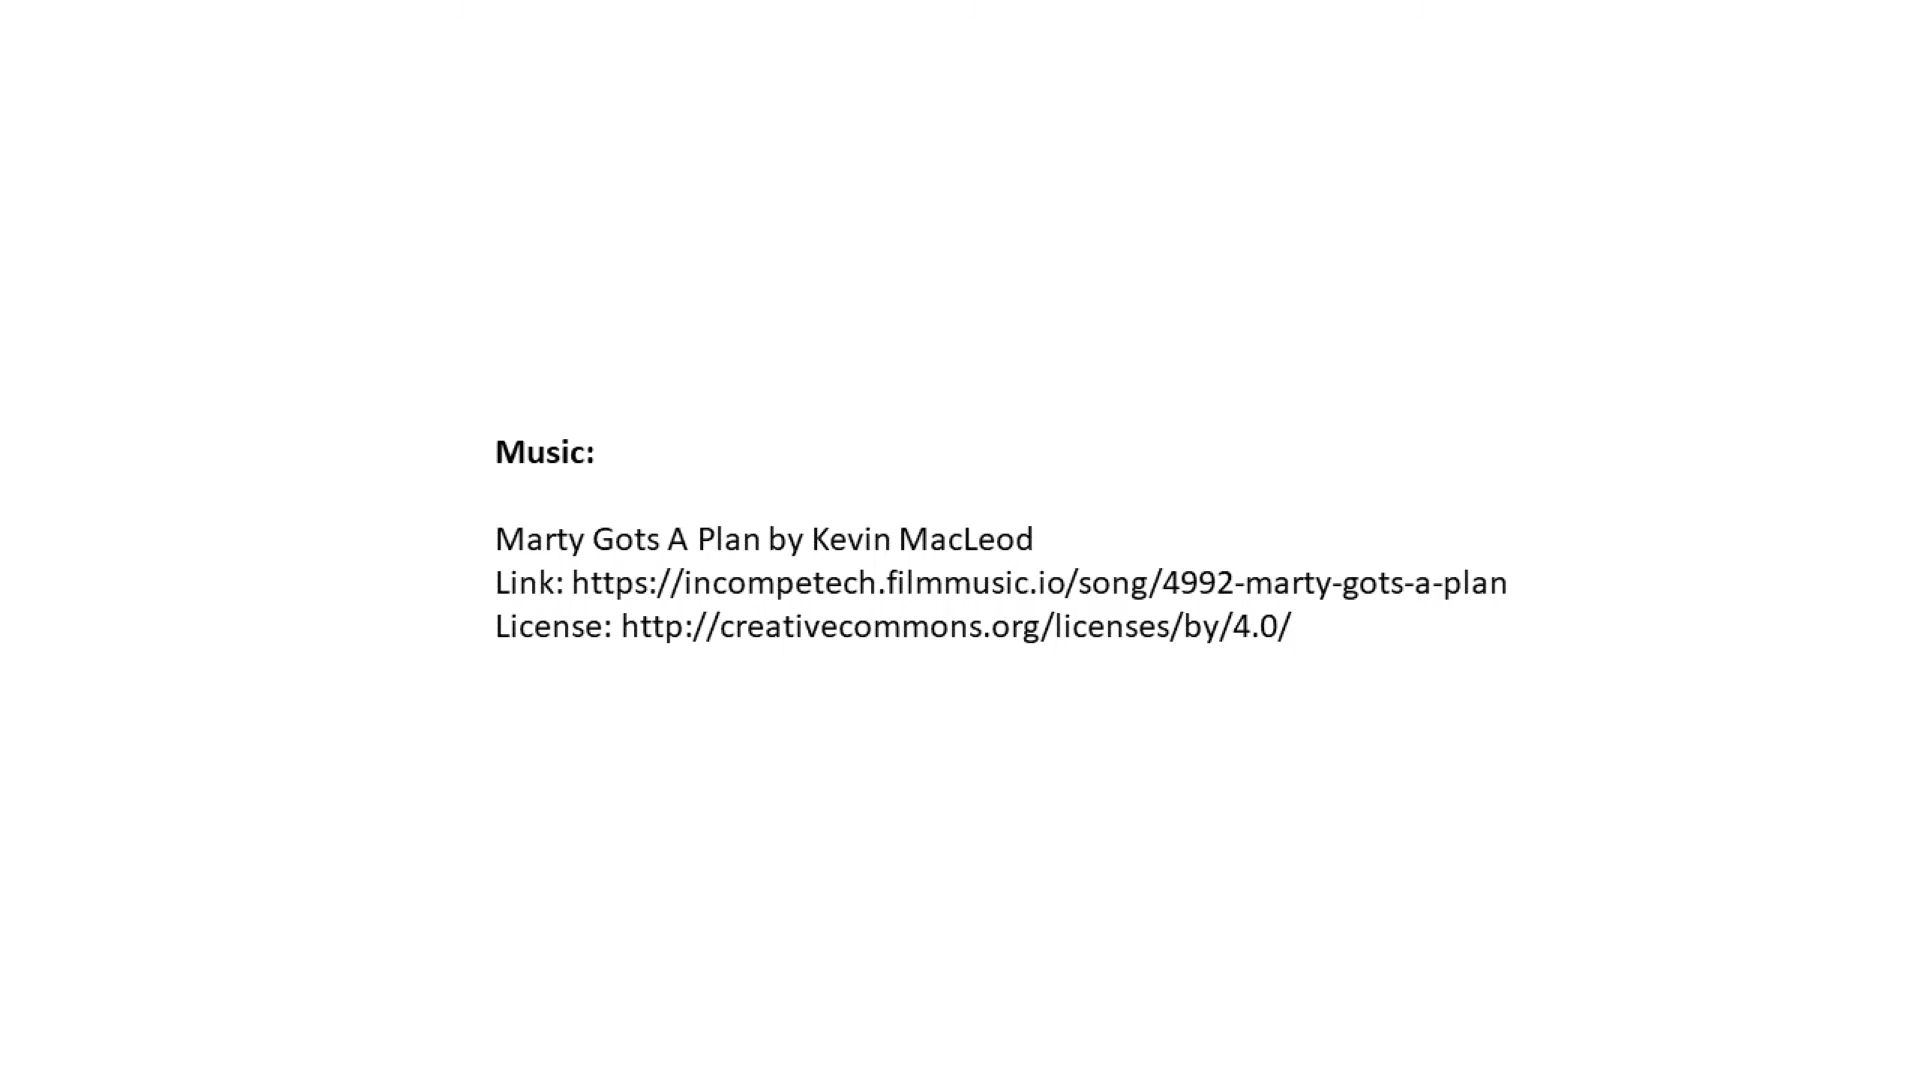 Music:
Marty Gots A Plan by Kevin MacLeod
Link: https://incompetech.filmmusic.io/song/4992-marty-gots-a-plan
License: http://creativecommons.org/licenses/by/4.0/